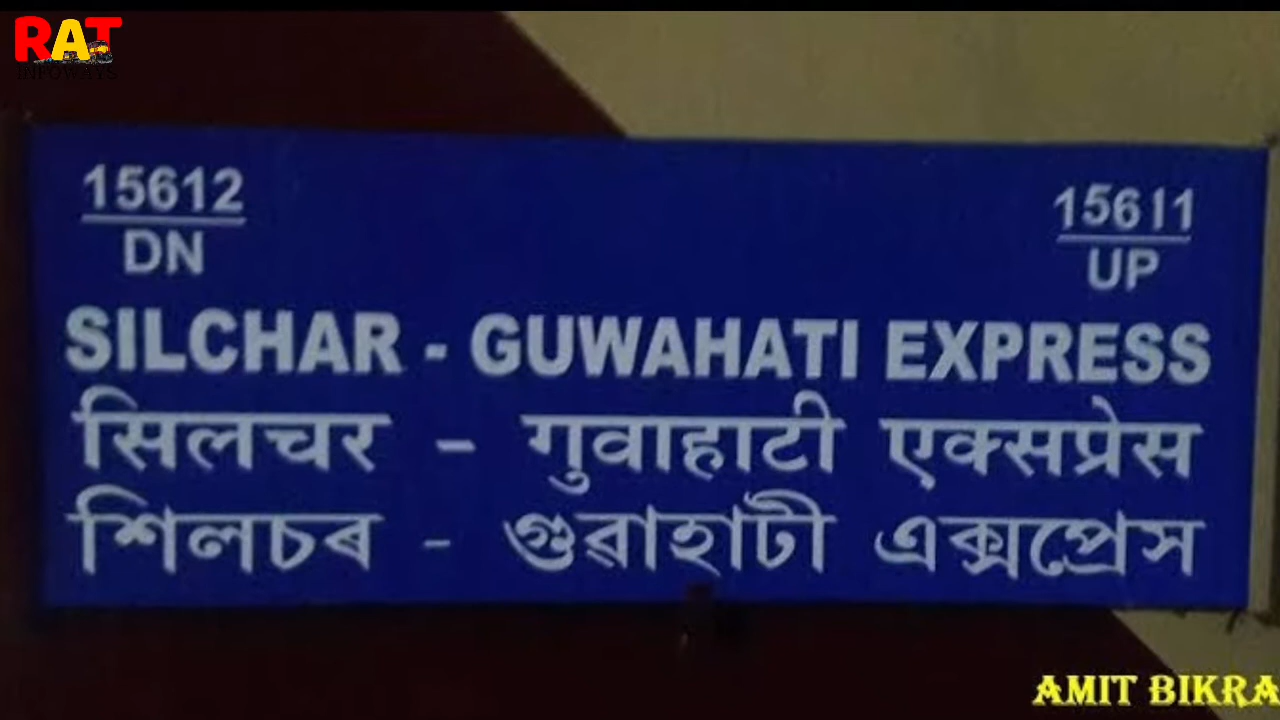 RAT
INFOWAYS
15612
DN
15611
UP
SILCHAR - GUWAHATI EXPRESS
सिलचर - गुवाहाटी एक्सप्रेस
শিলচৰ - গুৱাহাটী এক্সপ্ৰেস
AMIT BIKRA